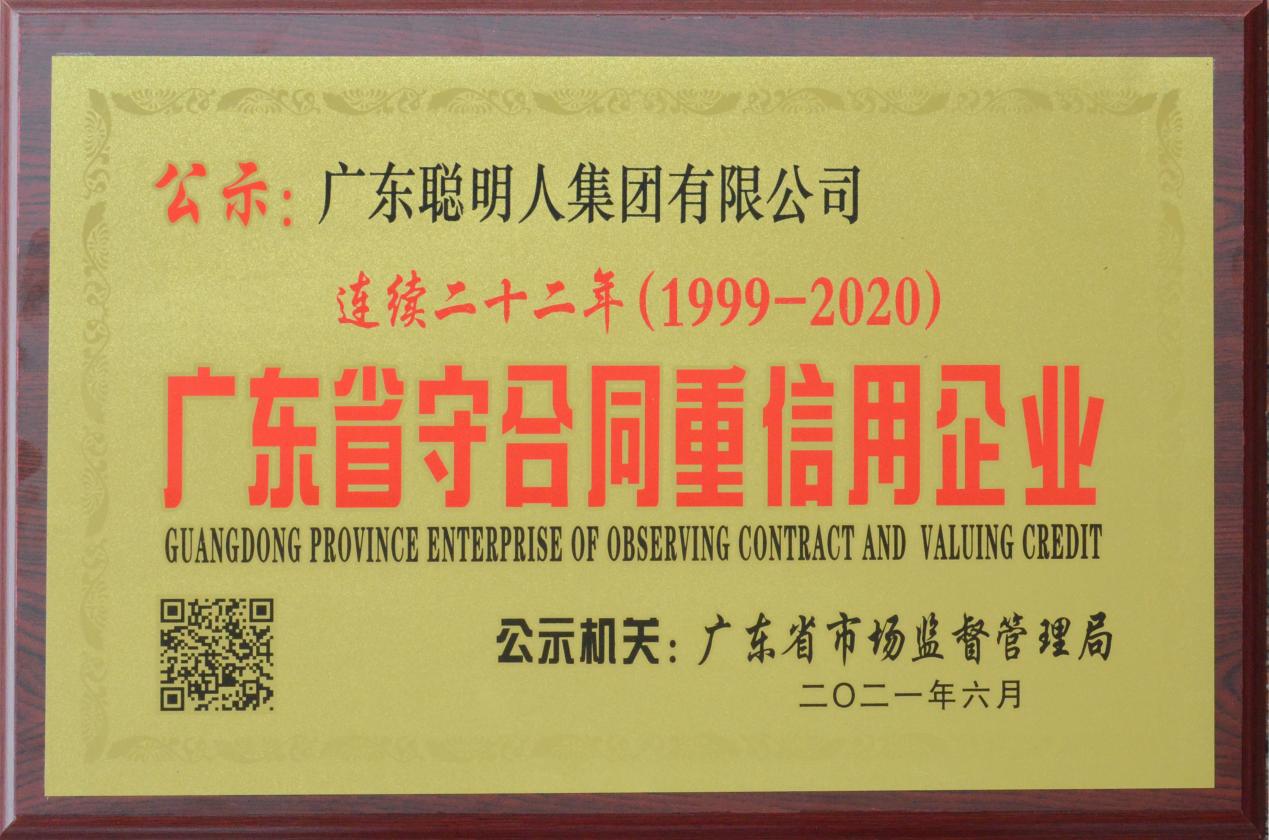 公示：广东聪明人集团有限公司
连续二十二年(1999-2020)
广东省守合同重信用企业
GUANGDONG PROVINCE ENTERPRISE OF OBSERVING CONTRACT AND VALUING CREDIT
公示机关：广东省市场监督管理局
二〇二一年六月